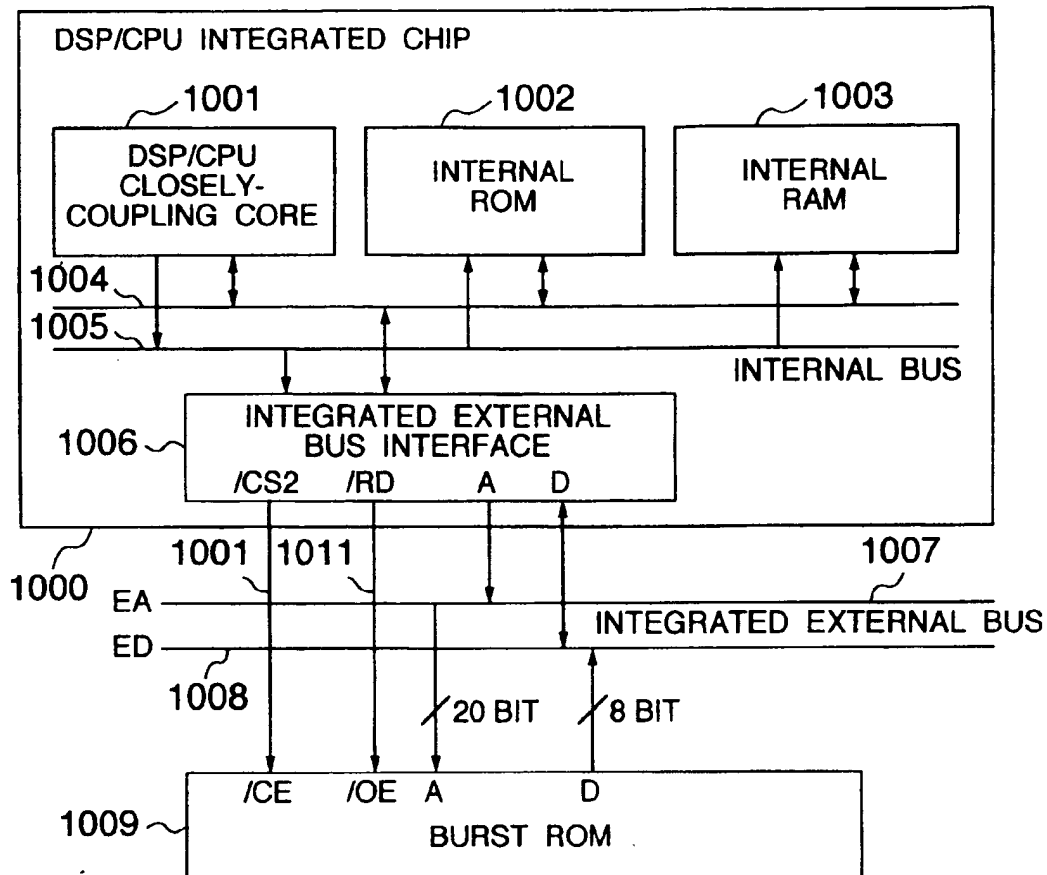 DSP/CPU INTEGRATED CHIP
1001
1002
1003
DSP/CPU
CLOSELY-
COUPLING CORE
INTERNAL
ROM
INTERNAL
RAM
1004
1005
INTERNAL BUS
INTEGRATED EXTERNAL
BUS INTERFACE
1006
/CS2 /RD A D
1000
1001
1011
1007
EA
INTEGRATED EXTERNAL BUS
ED
1008
20 BIT
8 BIT
/CE /OE A D
1009
BURST ROM